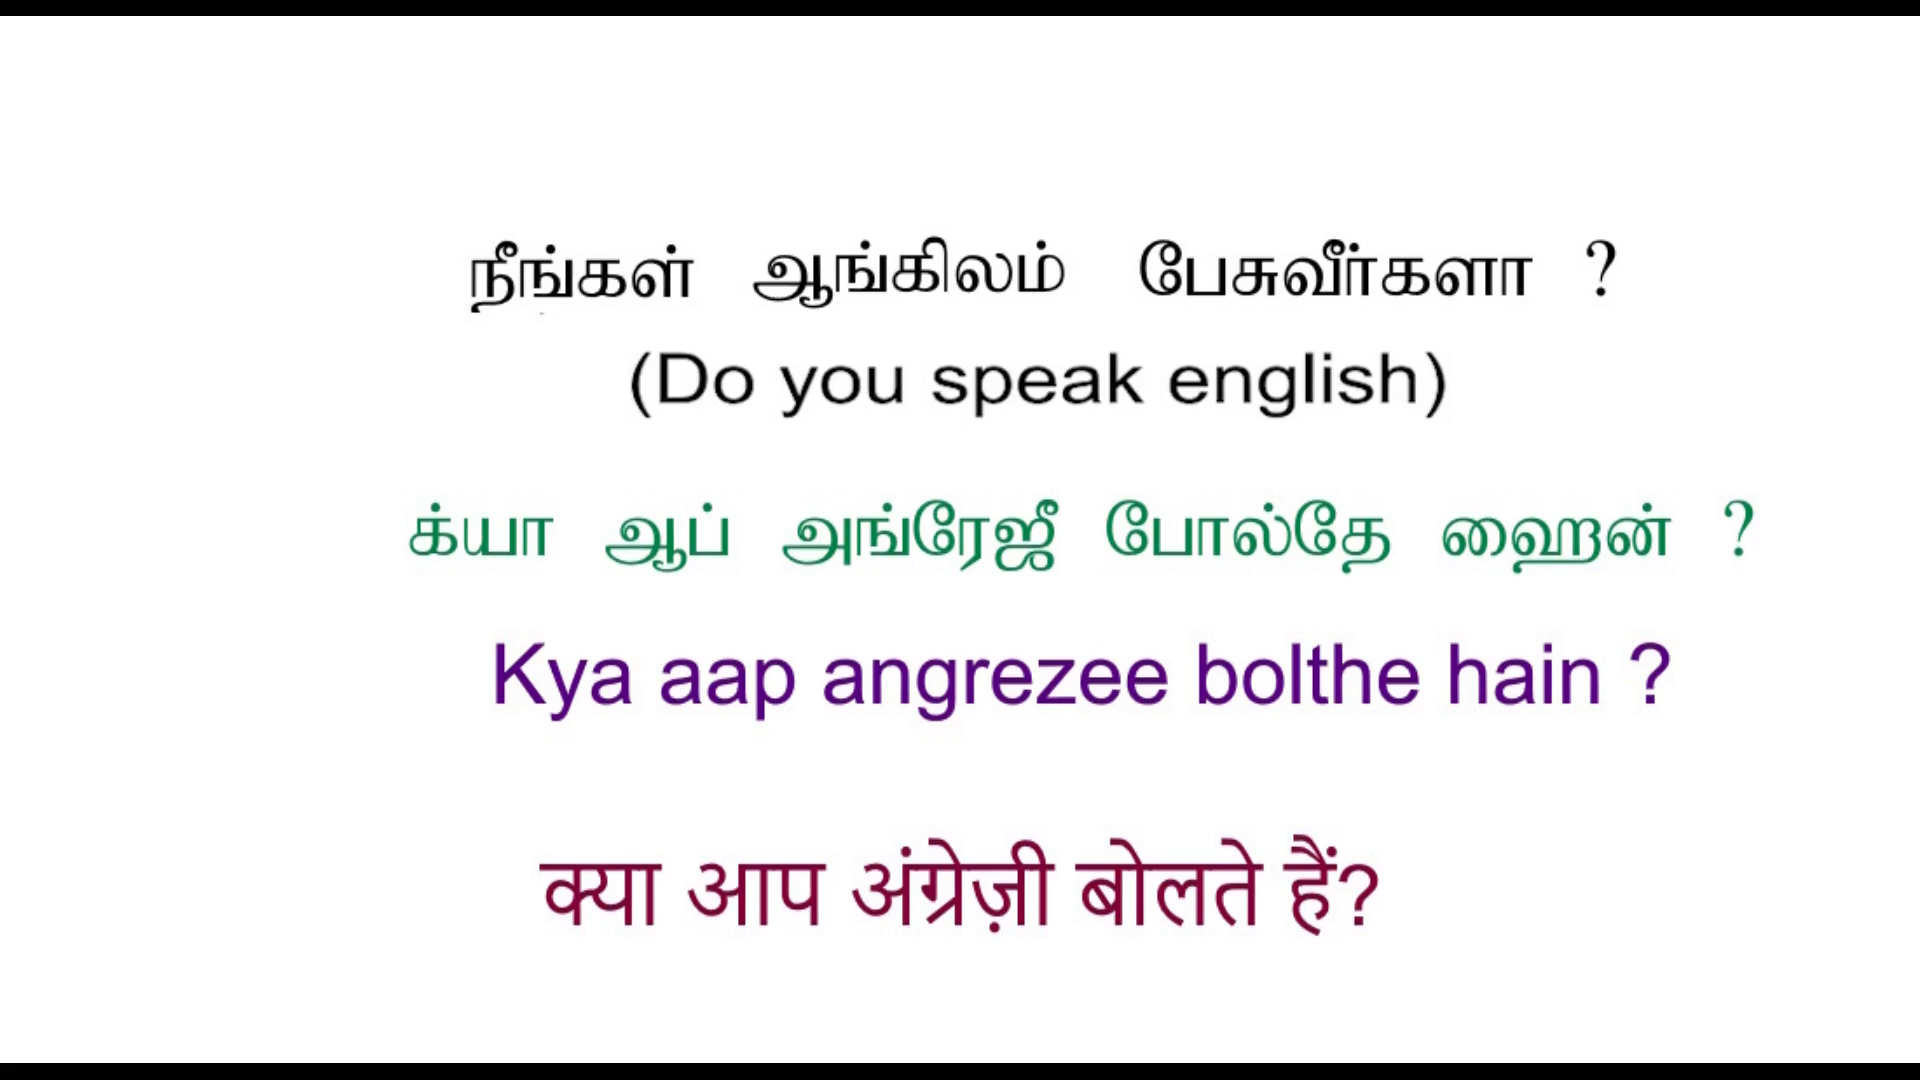 நீங்கள் ஆங்கிலம் பேசுவீர்களா ?
(Do you speak english)
க்யா ஆப் அங்ரேஜீ போல்தே ஹைன் ?
Kya aap angrezee bolthe hain ?
क्या आप अंग्रेज़ी बोलते हैं?